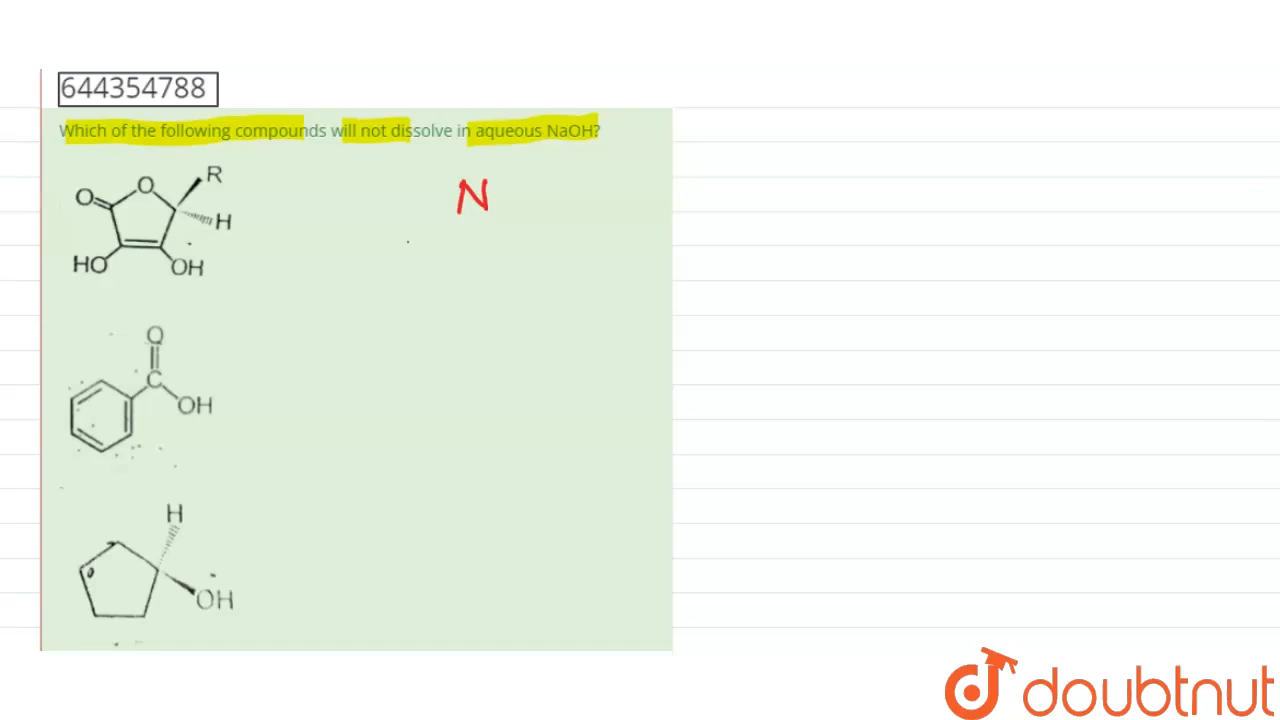 644354788
Which of the following compounds will not dissolve in aqueous NaOH?
N
O
R
O
H
HO
OH
O
C
OH
H
OH
doubtnut